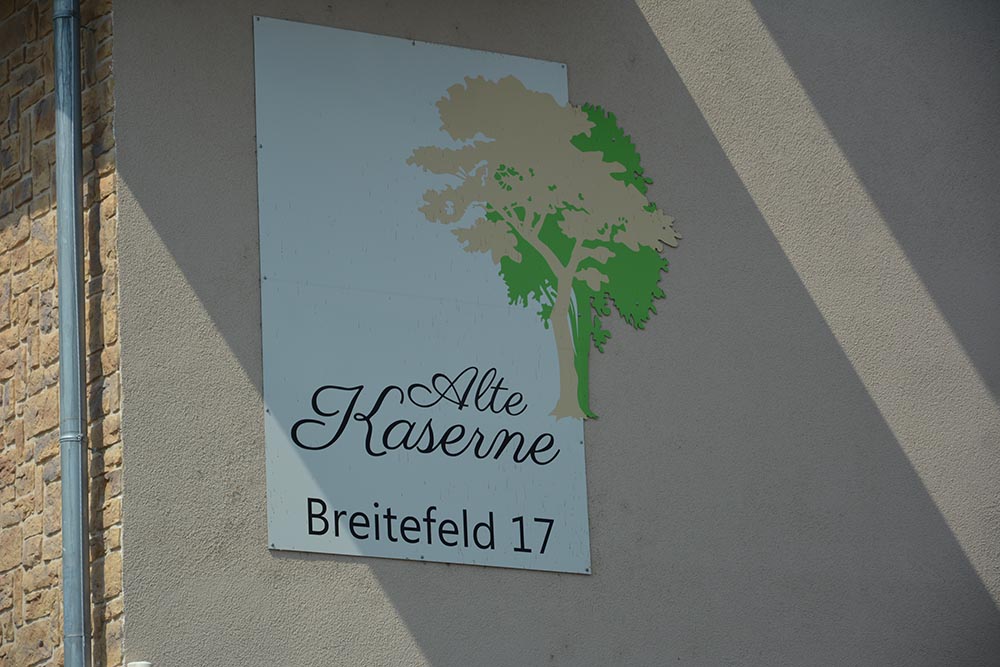 Alte
Kaserne
Breitefeld 17